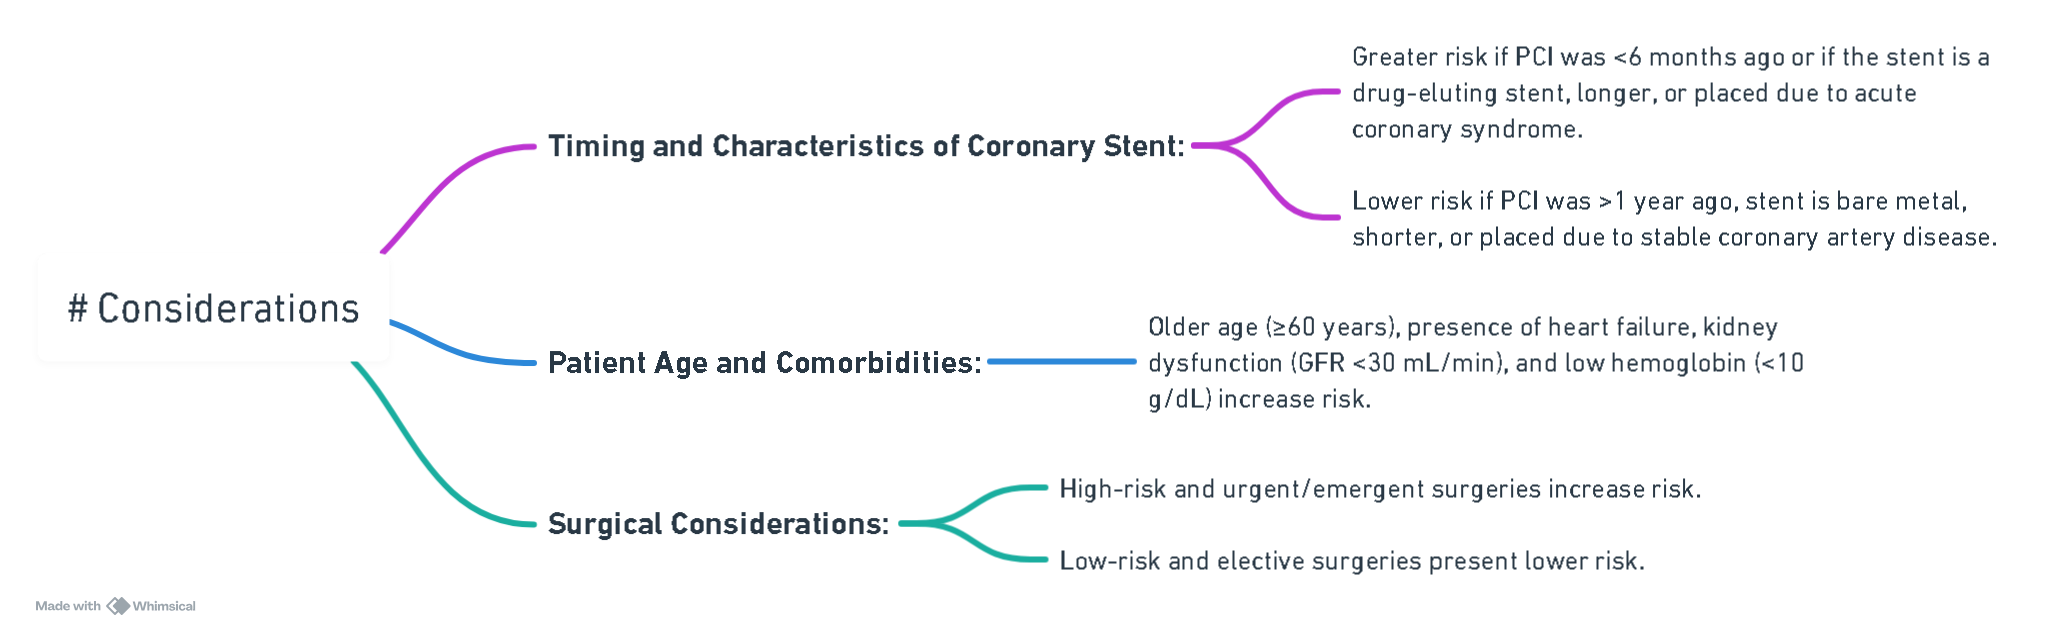 # Considerations
Timing and Characteristics of Coronary Stent:
Greater risk if PCI was <6 months ago or if the stent is a
drug-eluting stent, longer, or placed due to acute
coronary syndrome.
Lower risk if PCI was >1 year ago, stent is bare metal,
shorter, or placed due to stable coronary artery disease.
Patient Age and Comorbidities:
Older age (≥60 years), presence of heart failure, kidney
dysfunction (GFR <30 mL/min), and low hemoglobin (<10
g/dL) increase risk.
Surgical Considerations:
High-risk and urgent/emergent surgeries increase risk.
Low-risk and elective surgeries present lower risk.
Made with Whimsical